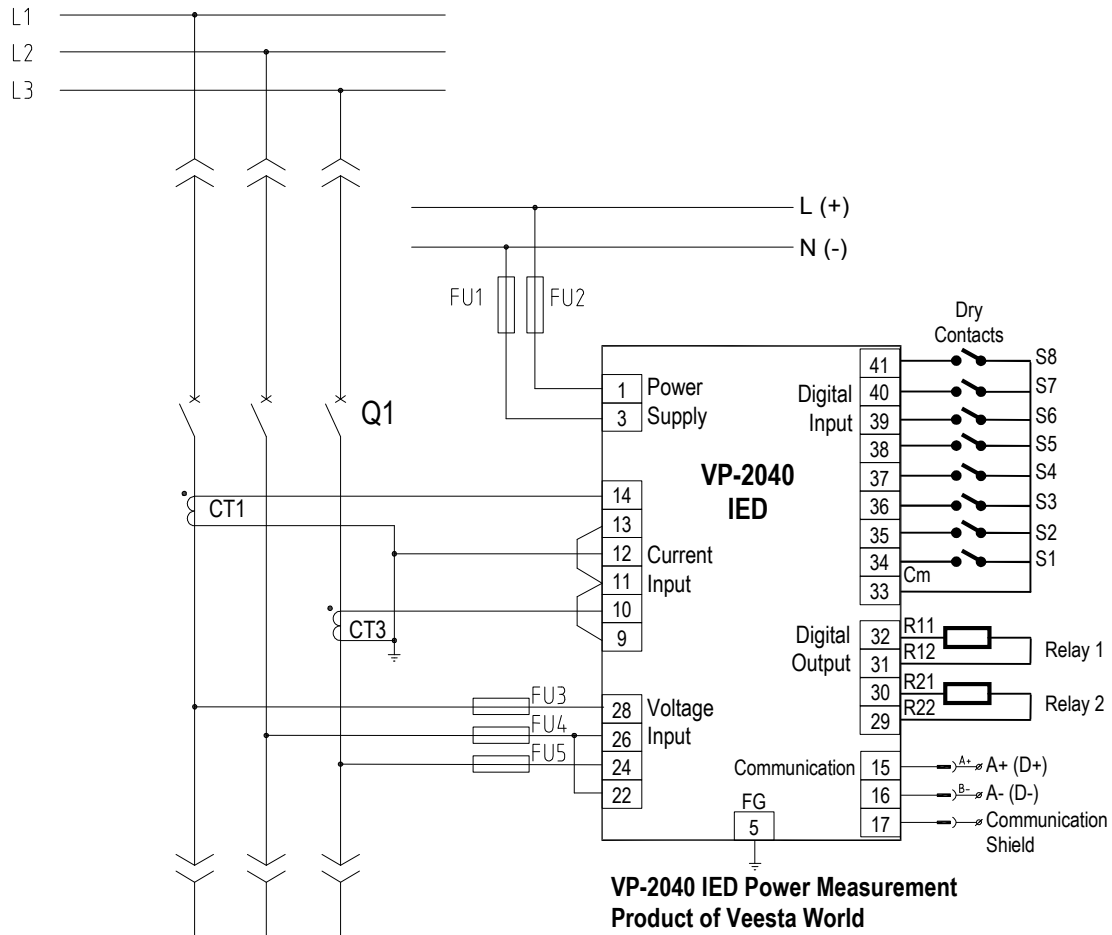 L1
L2
L3
L (+)
N (-)
FU1
FU2
Dry
Contacts
Q1
1
3
Power
Supply
VP-2040
IED
Digital
Input
41
40
39
38
37
36
35
34
33
Cm
S8
S7
S6
S5
S4
S3
S2
S1
CT1
CT3
14
13
12
11
10
9
Current
Input
Digital
Output
32
31
30
29
R11
R12
R21
R22
Relay 1
Relay 2
FU3
FU4
FU5
28
26
24
22
Voltage
Input
Communication
15
16
17
A+
A+ (D+)
B-
A- (D-)
Communication
Shield
FG
5
VP-2040 IED Power Measurement
Product of Veesta World